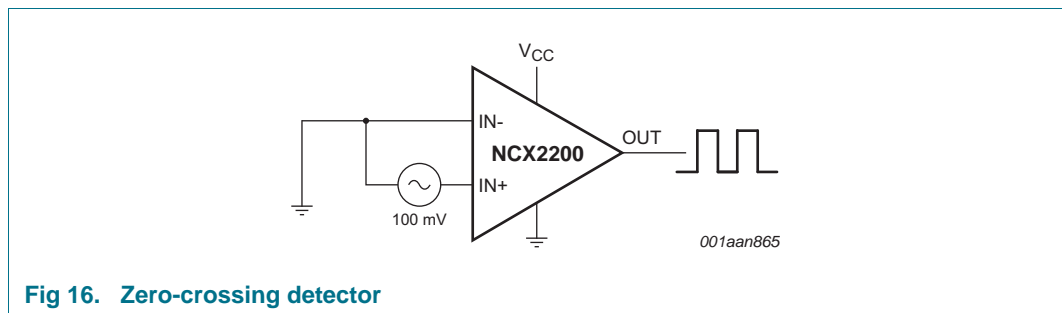 VCC
IN-
OUT
NCX2200
IN+
100 mV
001aan865
Fig 16. Zero-crossing detector